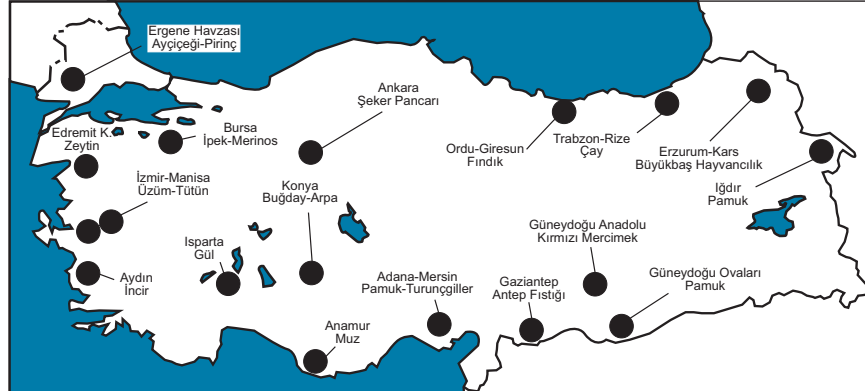 Ergene Havzası
Ayçiçeği-Pirinç
Ankara
Şeker Pancarı
Edremit K.
Zeytin
Bursa
İpek-Merinos
Ordu-Giresun
Fındık
Trabzon-Rize
Çay
Erzurum-Kars
Büyükbaş Hayvancılık
Iğdır
Pamuk
İzmir-Manisa
Üzüm-Tütün
Konya
Buğday-Arpa
Isparta
Gül
Güneydoğu Anadolu
Kırmızı Mercimek
Aydın
İncir
Adana-Mersin
Pamuk-Turunçgiller
Gaziantep
Antep Fıstığı
Güneydoğu Ovaları
Pamuk
Anamur
Muz